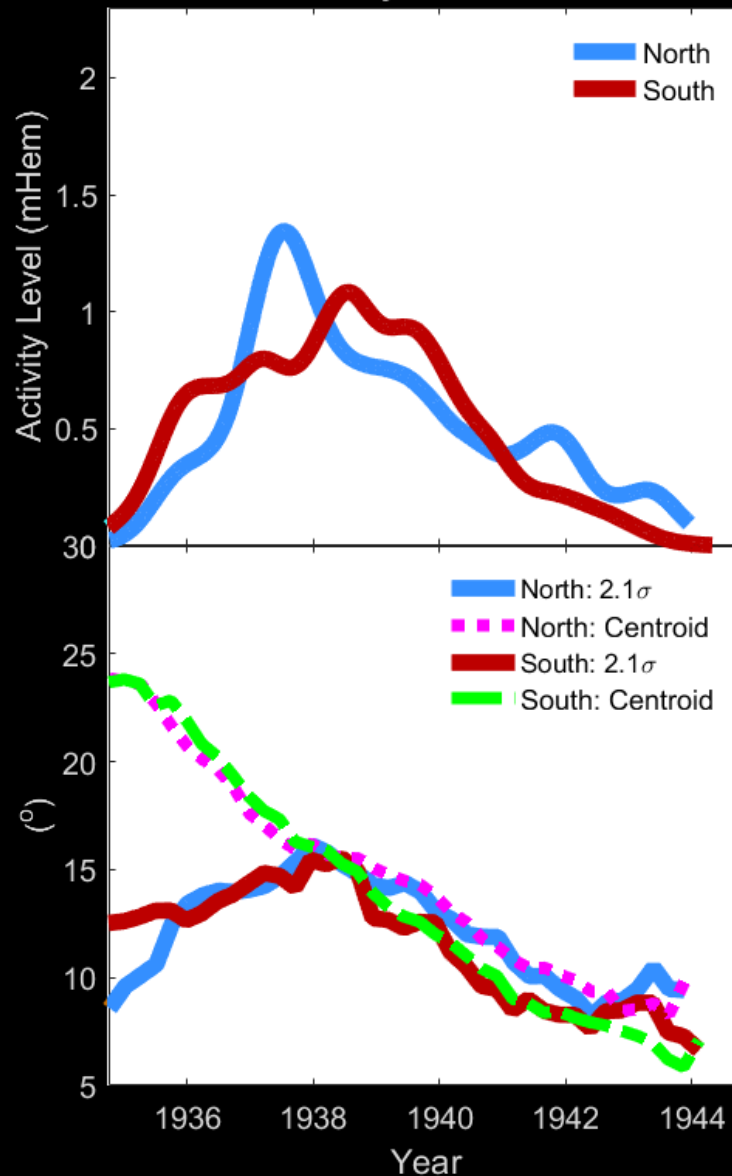 North
South
2
1.5
1
0.5
30
25
20
15
10
5
Activity Level (mHem)
North: 2.1σ
North: Centroid
South: 2.1σ
South: Centroid
(o)
1936 1938 1940 1942 1944
Year